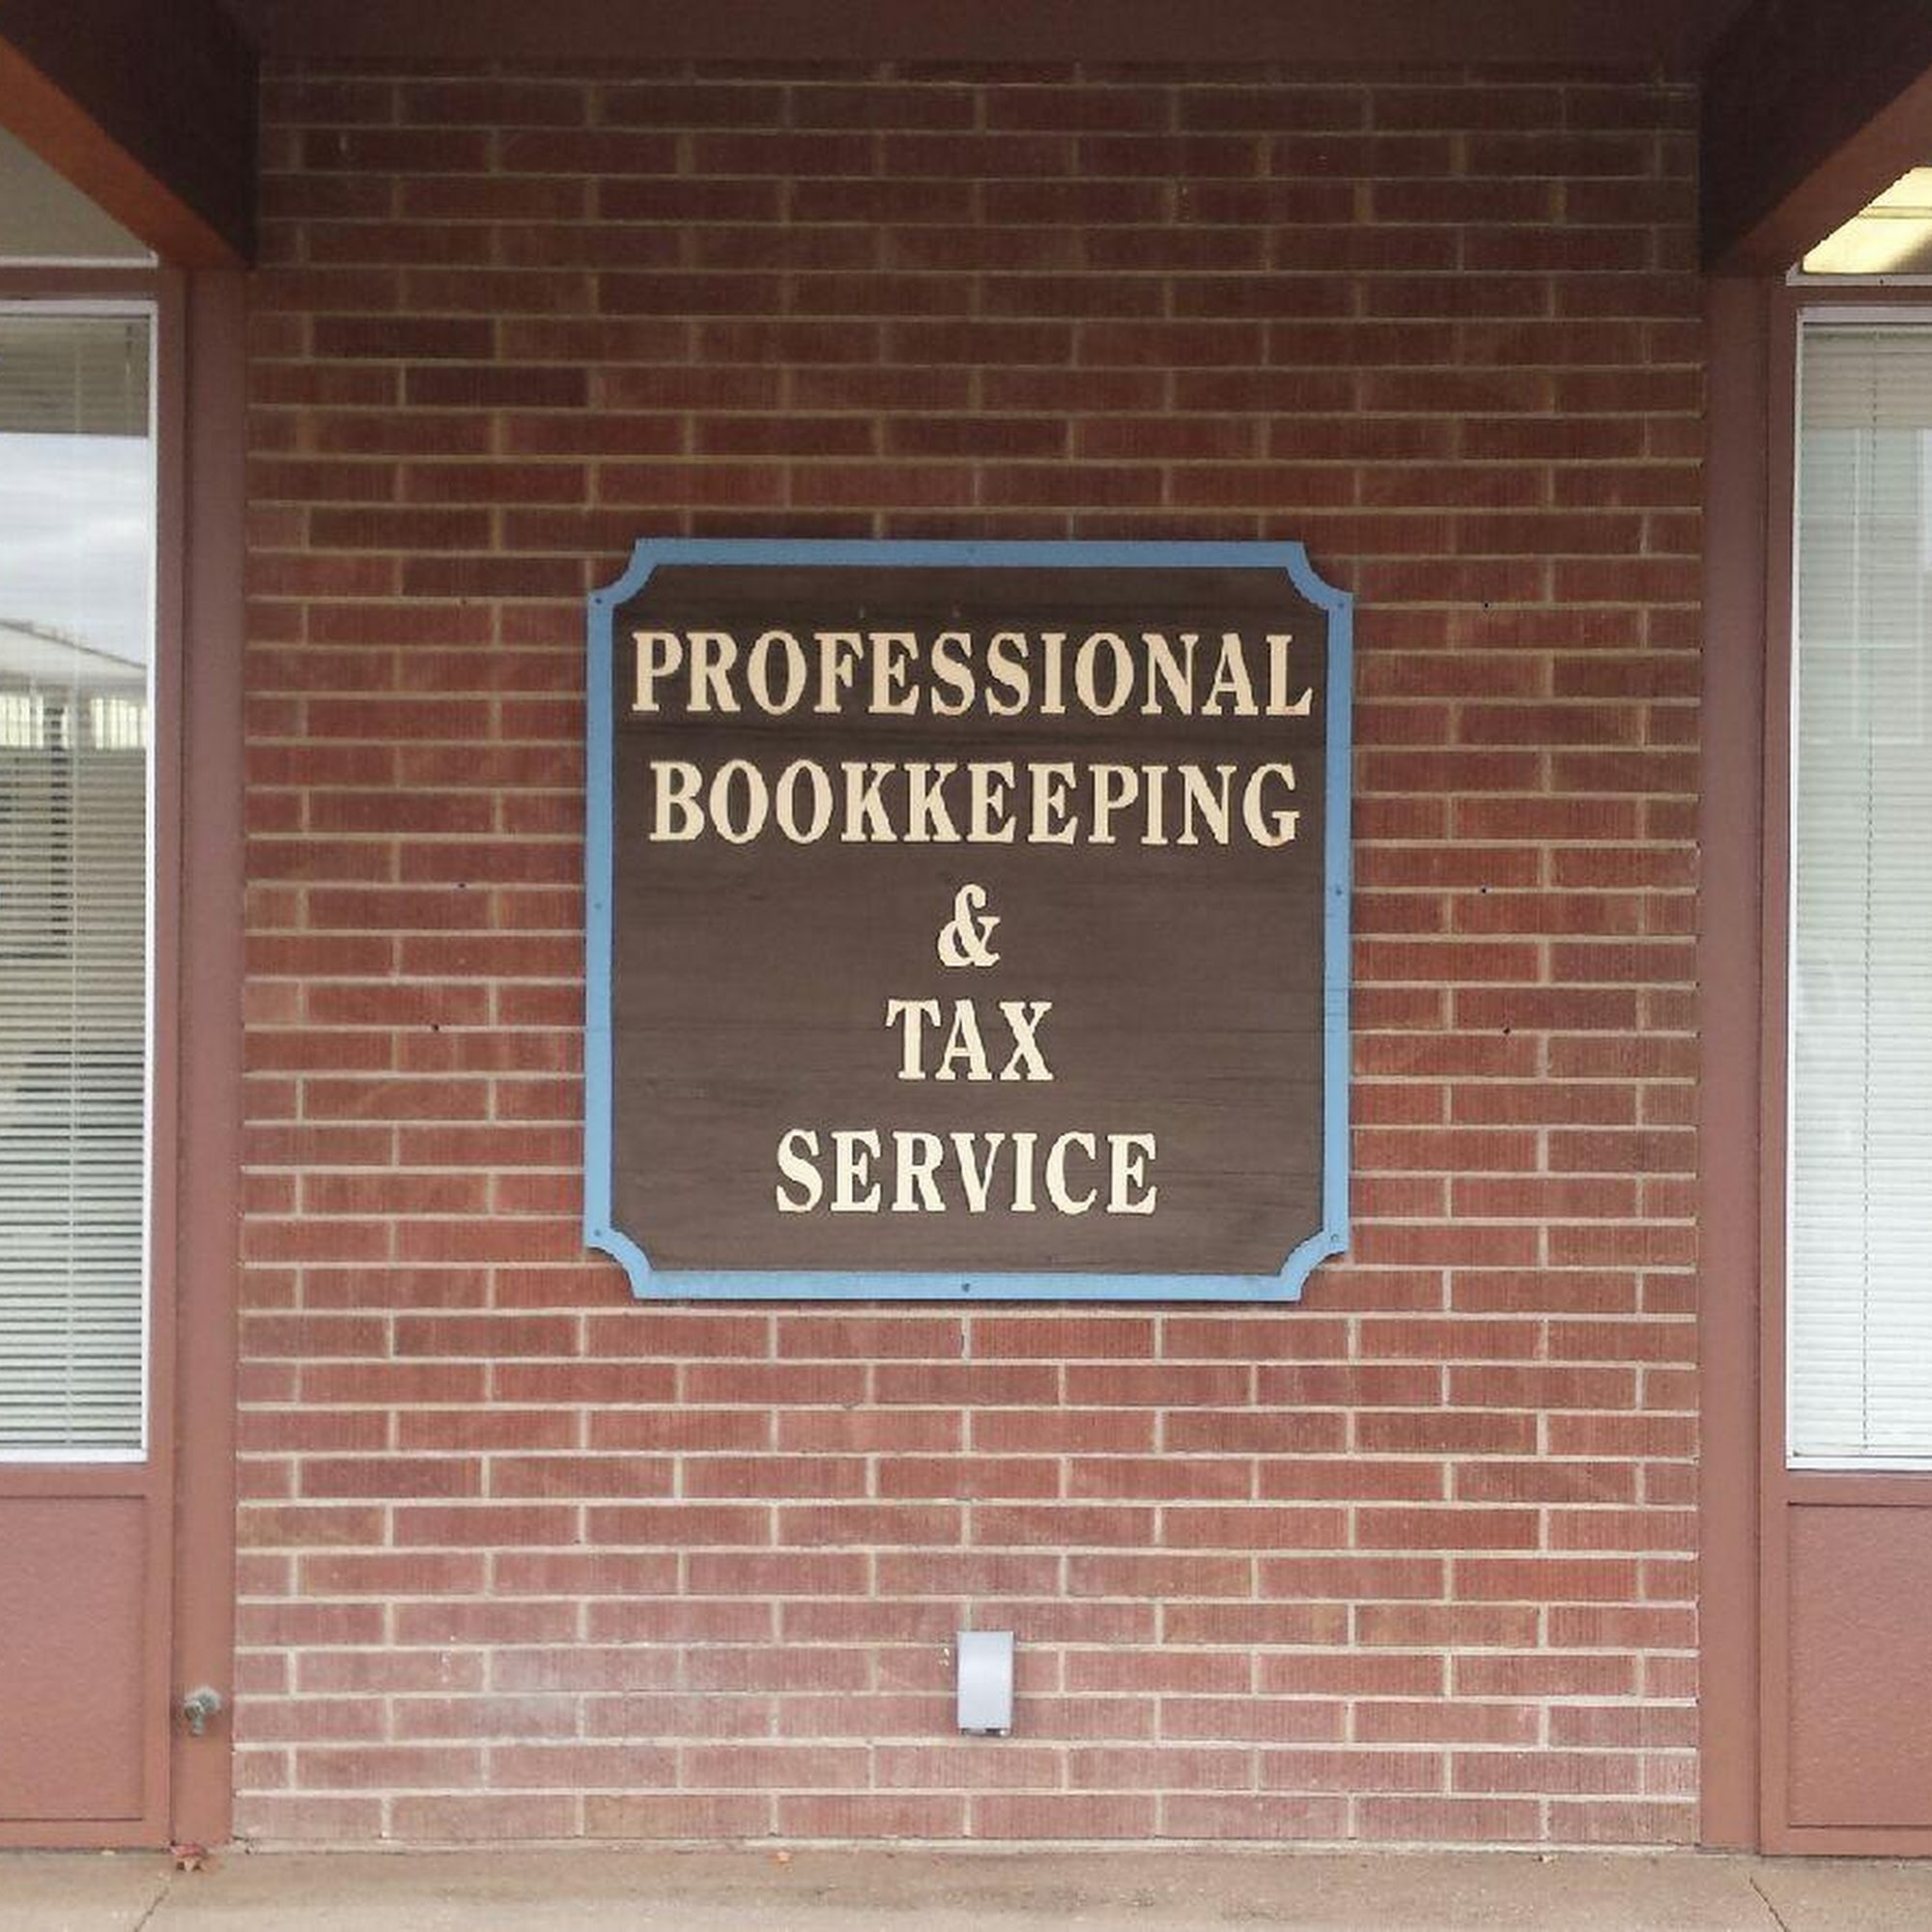 PROFESSIONAL
BOOKKEEPING
&
TAX
SERVICE